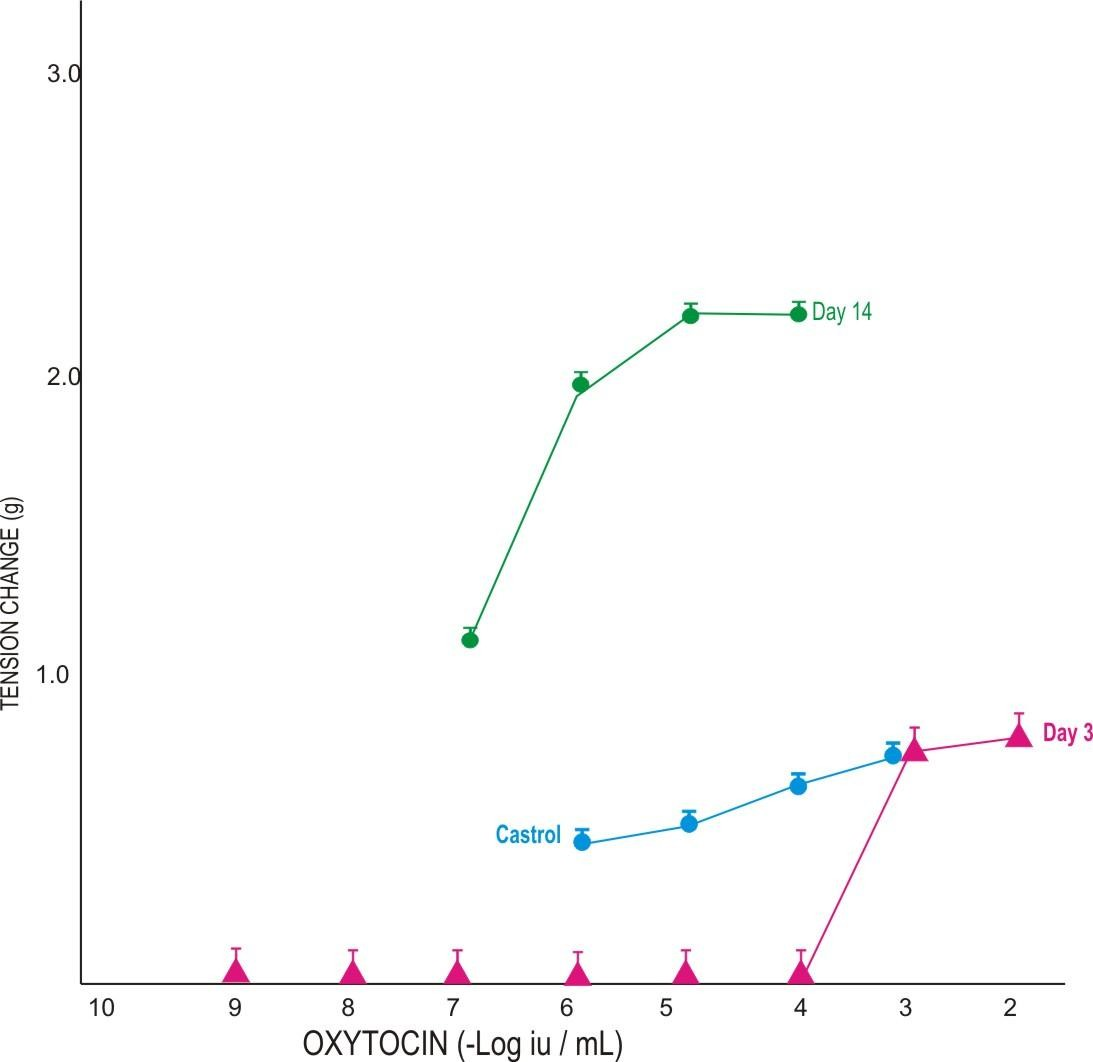 3.0
Day 14
2.0
TENSION CHANGE (g)
1.0
Day 3
Castrol
10 9 8 7 6 5 4 3 2
OXYTOCIN (-Log iu / mL)